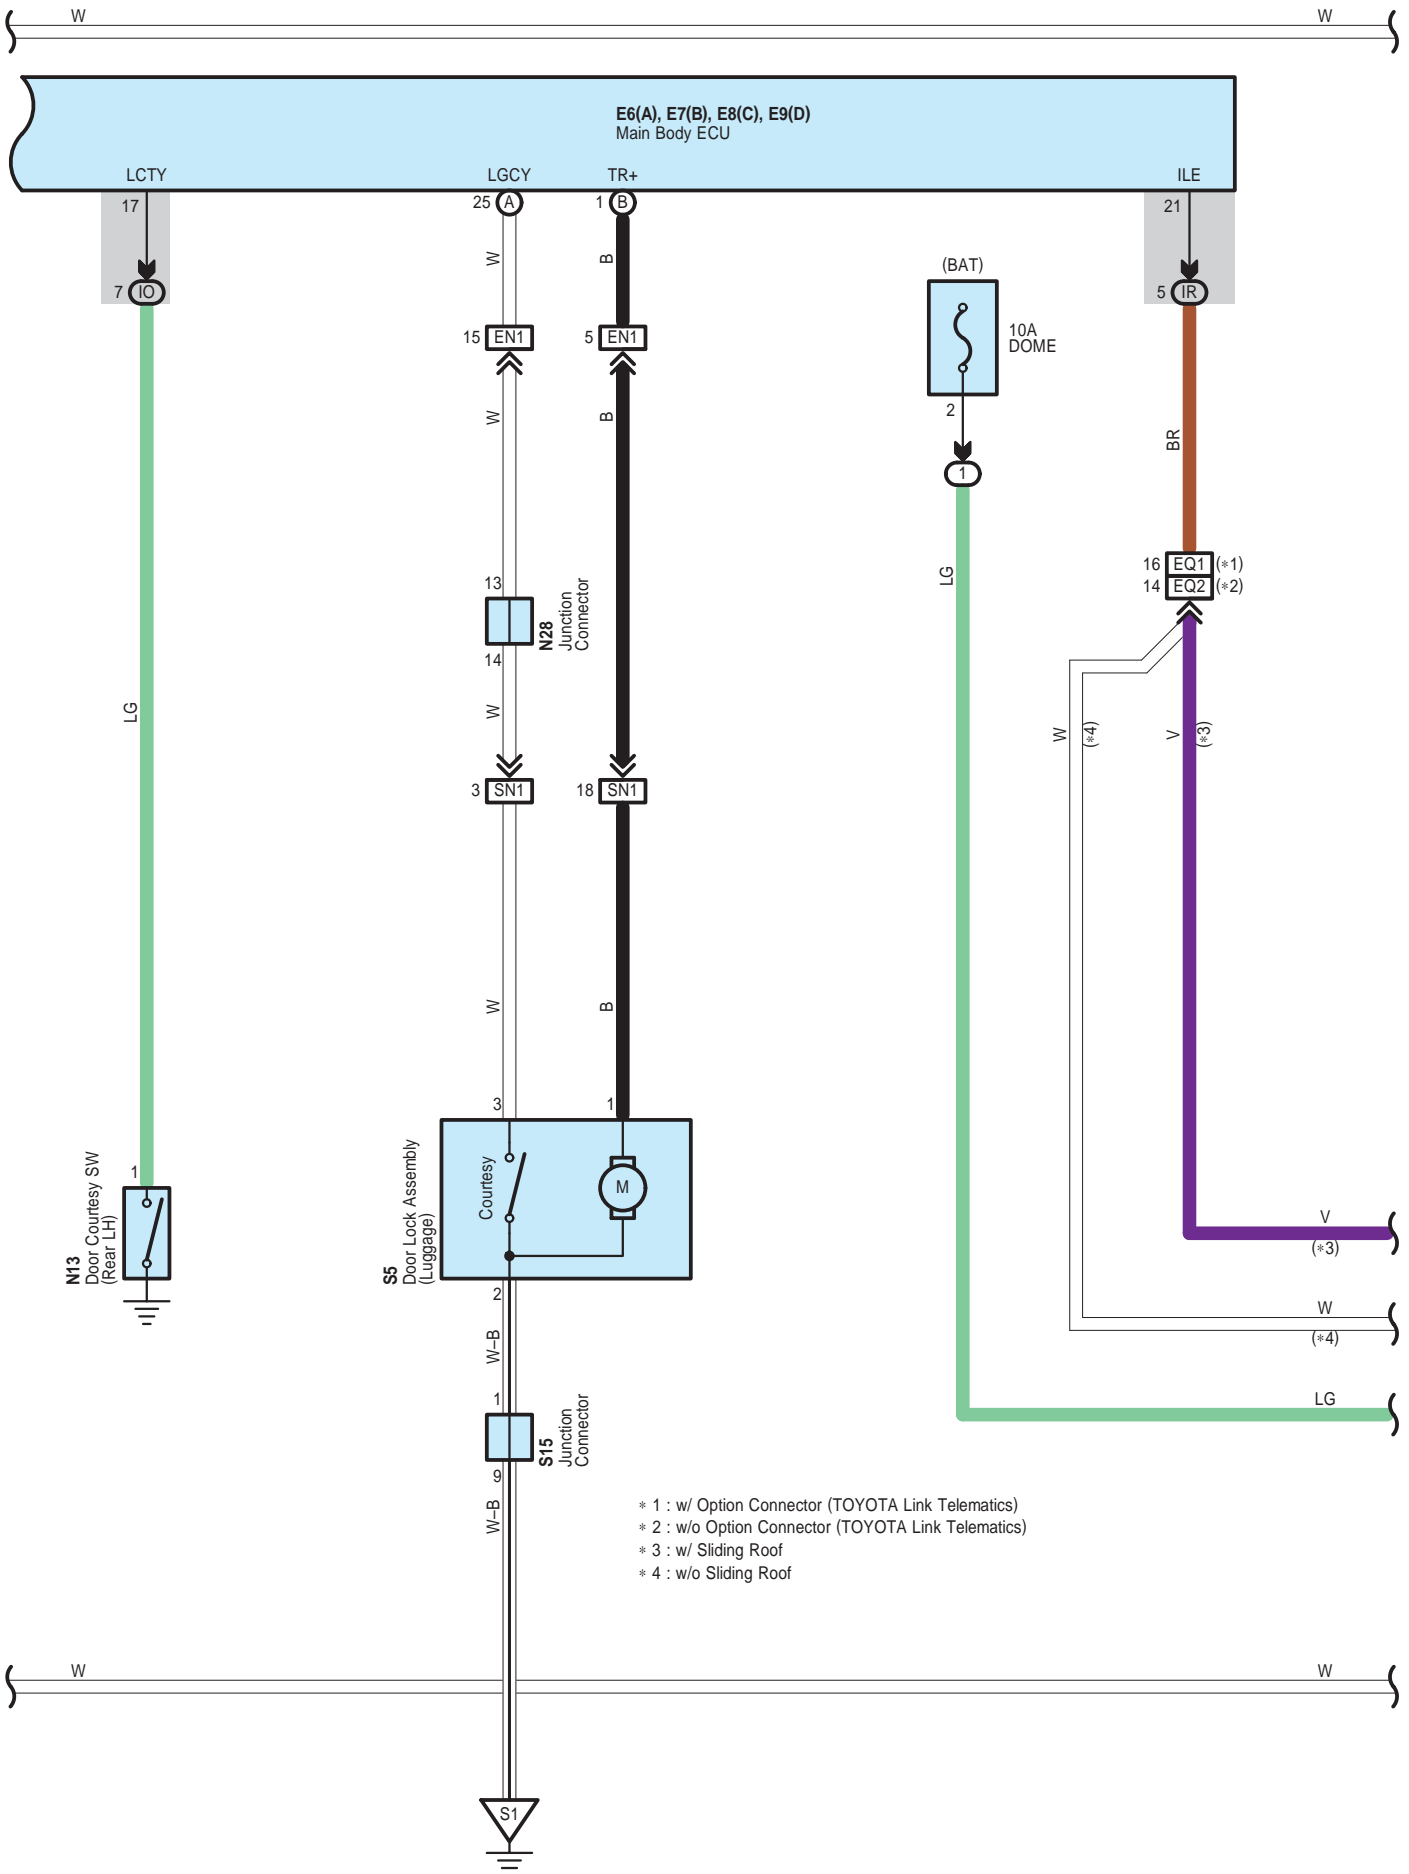 W
W
E6(A), E7(B), E8(C), E9(D)
Main Body ECU
LCTY
LGCY
TR+
ILE
17
25 A
1 B
21
W
B
(BAT)
7 IO
5 IR
10A
DOME
15 EN1
5 EN1
2
W
B
BR
1
16 EQ1 (∗1)
14 EQ2 (∗2)
LG
13
N28
Junction
Connector
14
LG
W
W
(∗4)
V
(∗3)
3 SN1
18 SN1
W
B
3
1
N13
Door Courtesy SW
(Rear LH)
1
S5
Door Lock Assembly
(Luggage)
Courtesy
M
V
(∗3)
2
W
(∗4)
W–B
1
LG
S15
Junction
Connector
9
W–B
∗ 1 : w/ Option Connector (TOYOTA Link Telematics)
∗ 2 : w/o Option Connector (TOYOTA Link Telematics)
∗ 3 : w/ Sliding Roof
∗ 4 : w/o Sliding Roof
W
W
S1